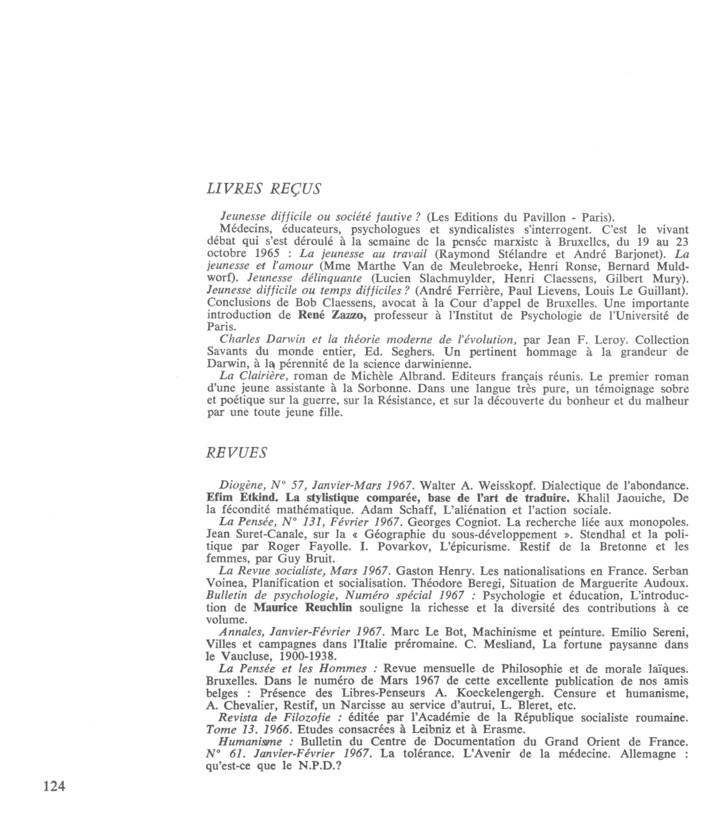 LIVRES REÇUS
Jeunesse difficile ou société fautive ? (Les Editions du Pavillon - Paris).
Médecins, éducateurs, psychologues et syndicalistes s'interrogent. C'est le vivant
débat qui s'est déroulé à la semaine de la pensée marxiste à Bruxelles, du 19 au 23
octobre 1965 : La jeunesse au travail (Raymond Stélandre et André Barjonet). La
jeunesse et l'amour (Mme Marthe Van de Meulebroeke, Henri Ronse, Bernard Muld-
worf). Jeunesse délinquante (Lucien Slachmuylder, Henri Claessens, Gilbert Mury).
Jeunesse difficile ou temps difficiles ? (André Ferrière, Paul Lievens, Louis Le Guillant).
Conclusions de Bob Claessens, avocat à la Cour d'appel de Bruxelles. Une importante
introduction de René Zazzo, professeur à l'Institut de Psychologie de l'Université de
Paris.
Charles Darwin et la théorie moderne de l'évolution, par Jean F. Leroy. Collection
Savants du monde entier, Ed. Seghers. Un pertinent hommage à la grandeur de
Darwin, à la pérennité de la science darwinienne.
La Clairière, roman de Michèle Albrand. Editeurs français réunis. Le premier roman
d'une jeune assistante à la Sorbonne. Dans une langue très pure, un témoignage sobre
et poétique sur la guerre, sur la Résistance, et sur la découverte du bonheur et du malheur
par une toute jeune fille.
REVUES
Diogène, N° 57, Janvier-Mars 1967. Walter A. Weisskopf. Dialectique de l'abondance.
Efim Etkind. La stylistique comparée, base de l'art de traduire. Khalil Jaouiche, De
la fécondité mathématique. Adam Schaff, L'aliénation et l'action sociale.
La Pensée, N° 131, Février 1967. Georges Cogniot. La recherche liée aux monopoles.
Jean Suret-Canale, sur la « Géographie du sous-développement ». Stendhal et la poli-
tique par Roger Fayolle. I. Povarkov, L'épicurisme. Restif de la Bretonne et les
femmes, par Guy Bruit.
La Revue socialiste, Mars 1967. Gaston Henry. Les nationalisations en France. Serban
Voinea, Planification et socialisation. Théodore Beregi, Situation de Marguerite Audoux.
Bulletin de psychologie, Numéro spécial 1967 : Psychologie et éducation, L'introduc-
tion de Maurice Reuchlin souligne la richesse et la diversité des contributions à ce
volume.
Annales, Janvier-Février 1967. Marc Le Bot, Machinisme et peinture. Emilio Sereni,
Villes et campagnes dans l'Italie préromaine. C. Mesliand, La fortune paysanne dans
le Vaucluse, 1900-1938.
La Pensée et les Hommes : Revue mensuelle de Philosophie et de morale laïques.
Bruxelles. Dans le numéro de Mars 1967 de cette excellente publication de nos amis
belges : Présence des Libres-Penseurs A. Koeckelengergh. Censure et humanisme,
A. Chevalier, Restif, un Narcisse au service d'autrui, L. Bleret, etc.
Revista de Filozofie : éditée par l'Académie de la République socialiste roumaine.
Tome 13. 1966. Etudes consacrées à Leibniz et à Erasme.
Humanisme : Bulletin du Centre de Documentation du Grand Orient de France.
N° 61. Janvier-Février 1967. La tolérance. L'Avenir de la médecine. Allemagne :
qu'est-ce que le N.P.D.?
124